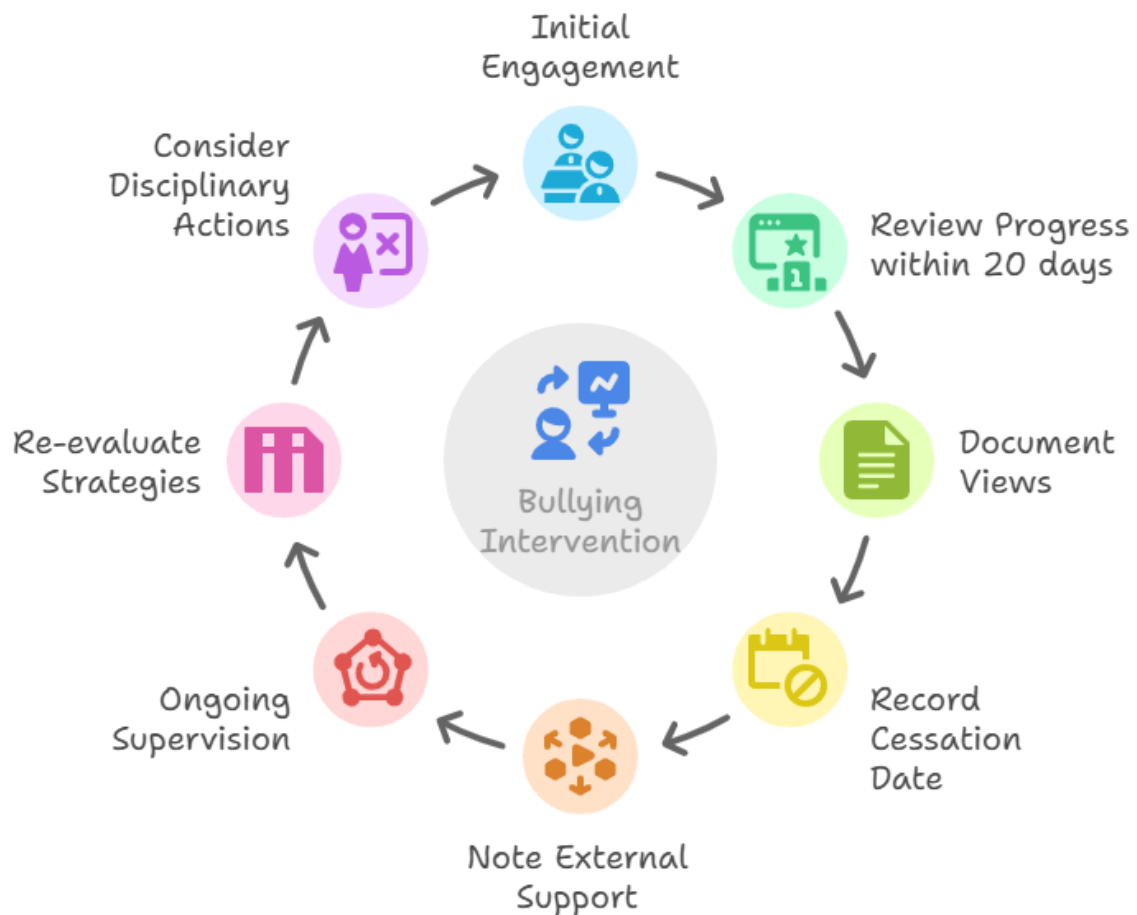 Initial
Engagement
Review Progress
within 20 days
Document
Views
Record
Cessation
Date
Note External
Support
Ongoing
Supervision
Re-evaluate
Strategies
Consider
Disciplinary
Actions
1
Bullying
Intervention